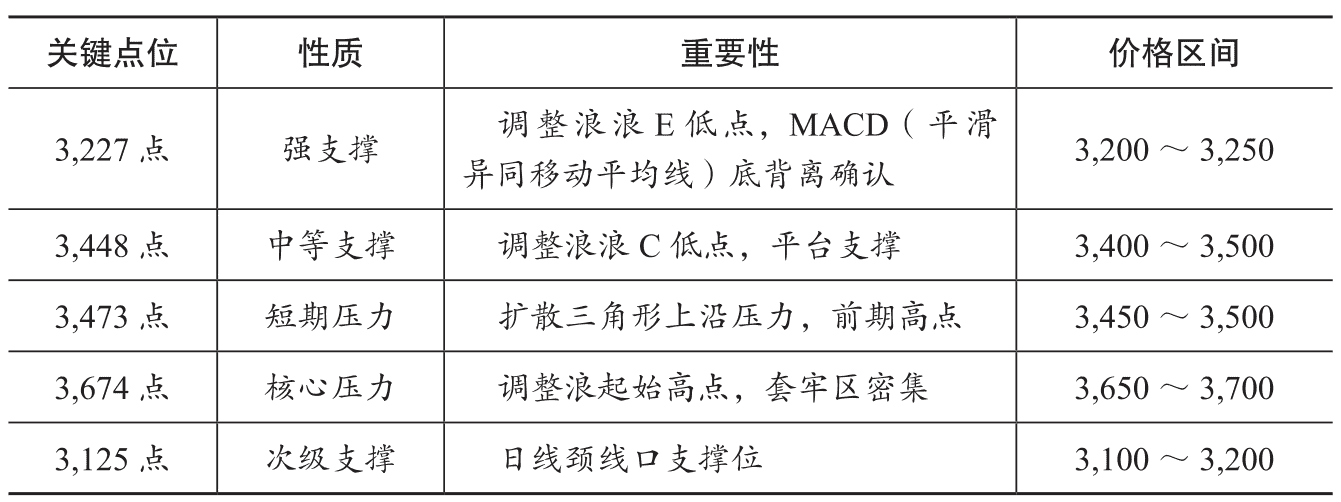 关键点位 性质 重要性 价格区间
3,227 点 强支撑 调整浪浪 E 低点，MACD（平滑异同移动平均线）底背离确认 3,200 ～ 3,250
3,448 点 中等支撑 调整浪浪 C 低点，平台支撑 3,400 ～ 3,500
3,473 点 短期压力 扩散三角形上沿压力，前期高点 3,450 ～ 3,500
3,674 点 核心压力 调整浪起始高点，套牢区密集 3,650 ～ 3,700
3,125 点 次级支撑 日线颈线口支撑位 3,100 ～ 3,200